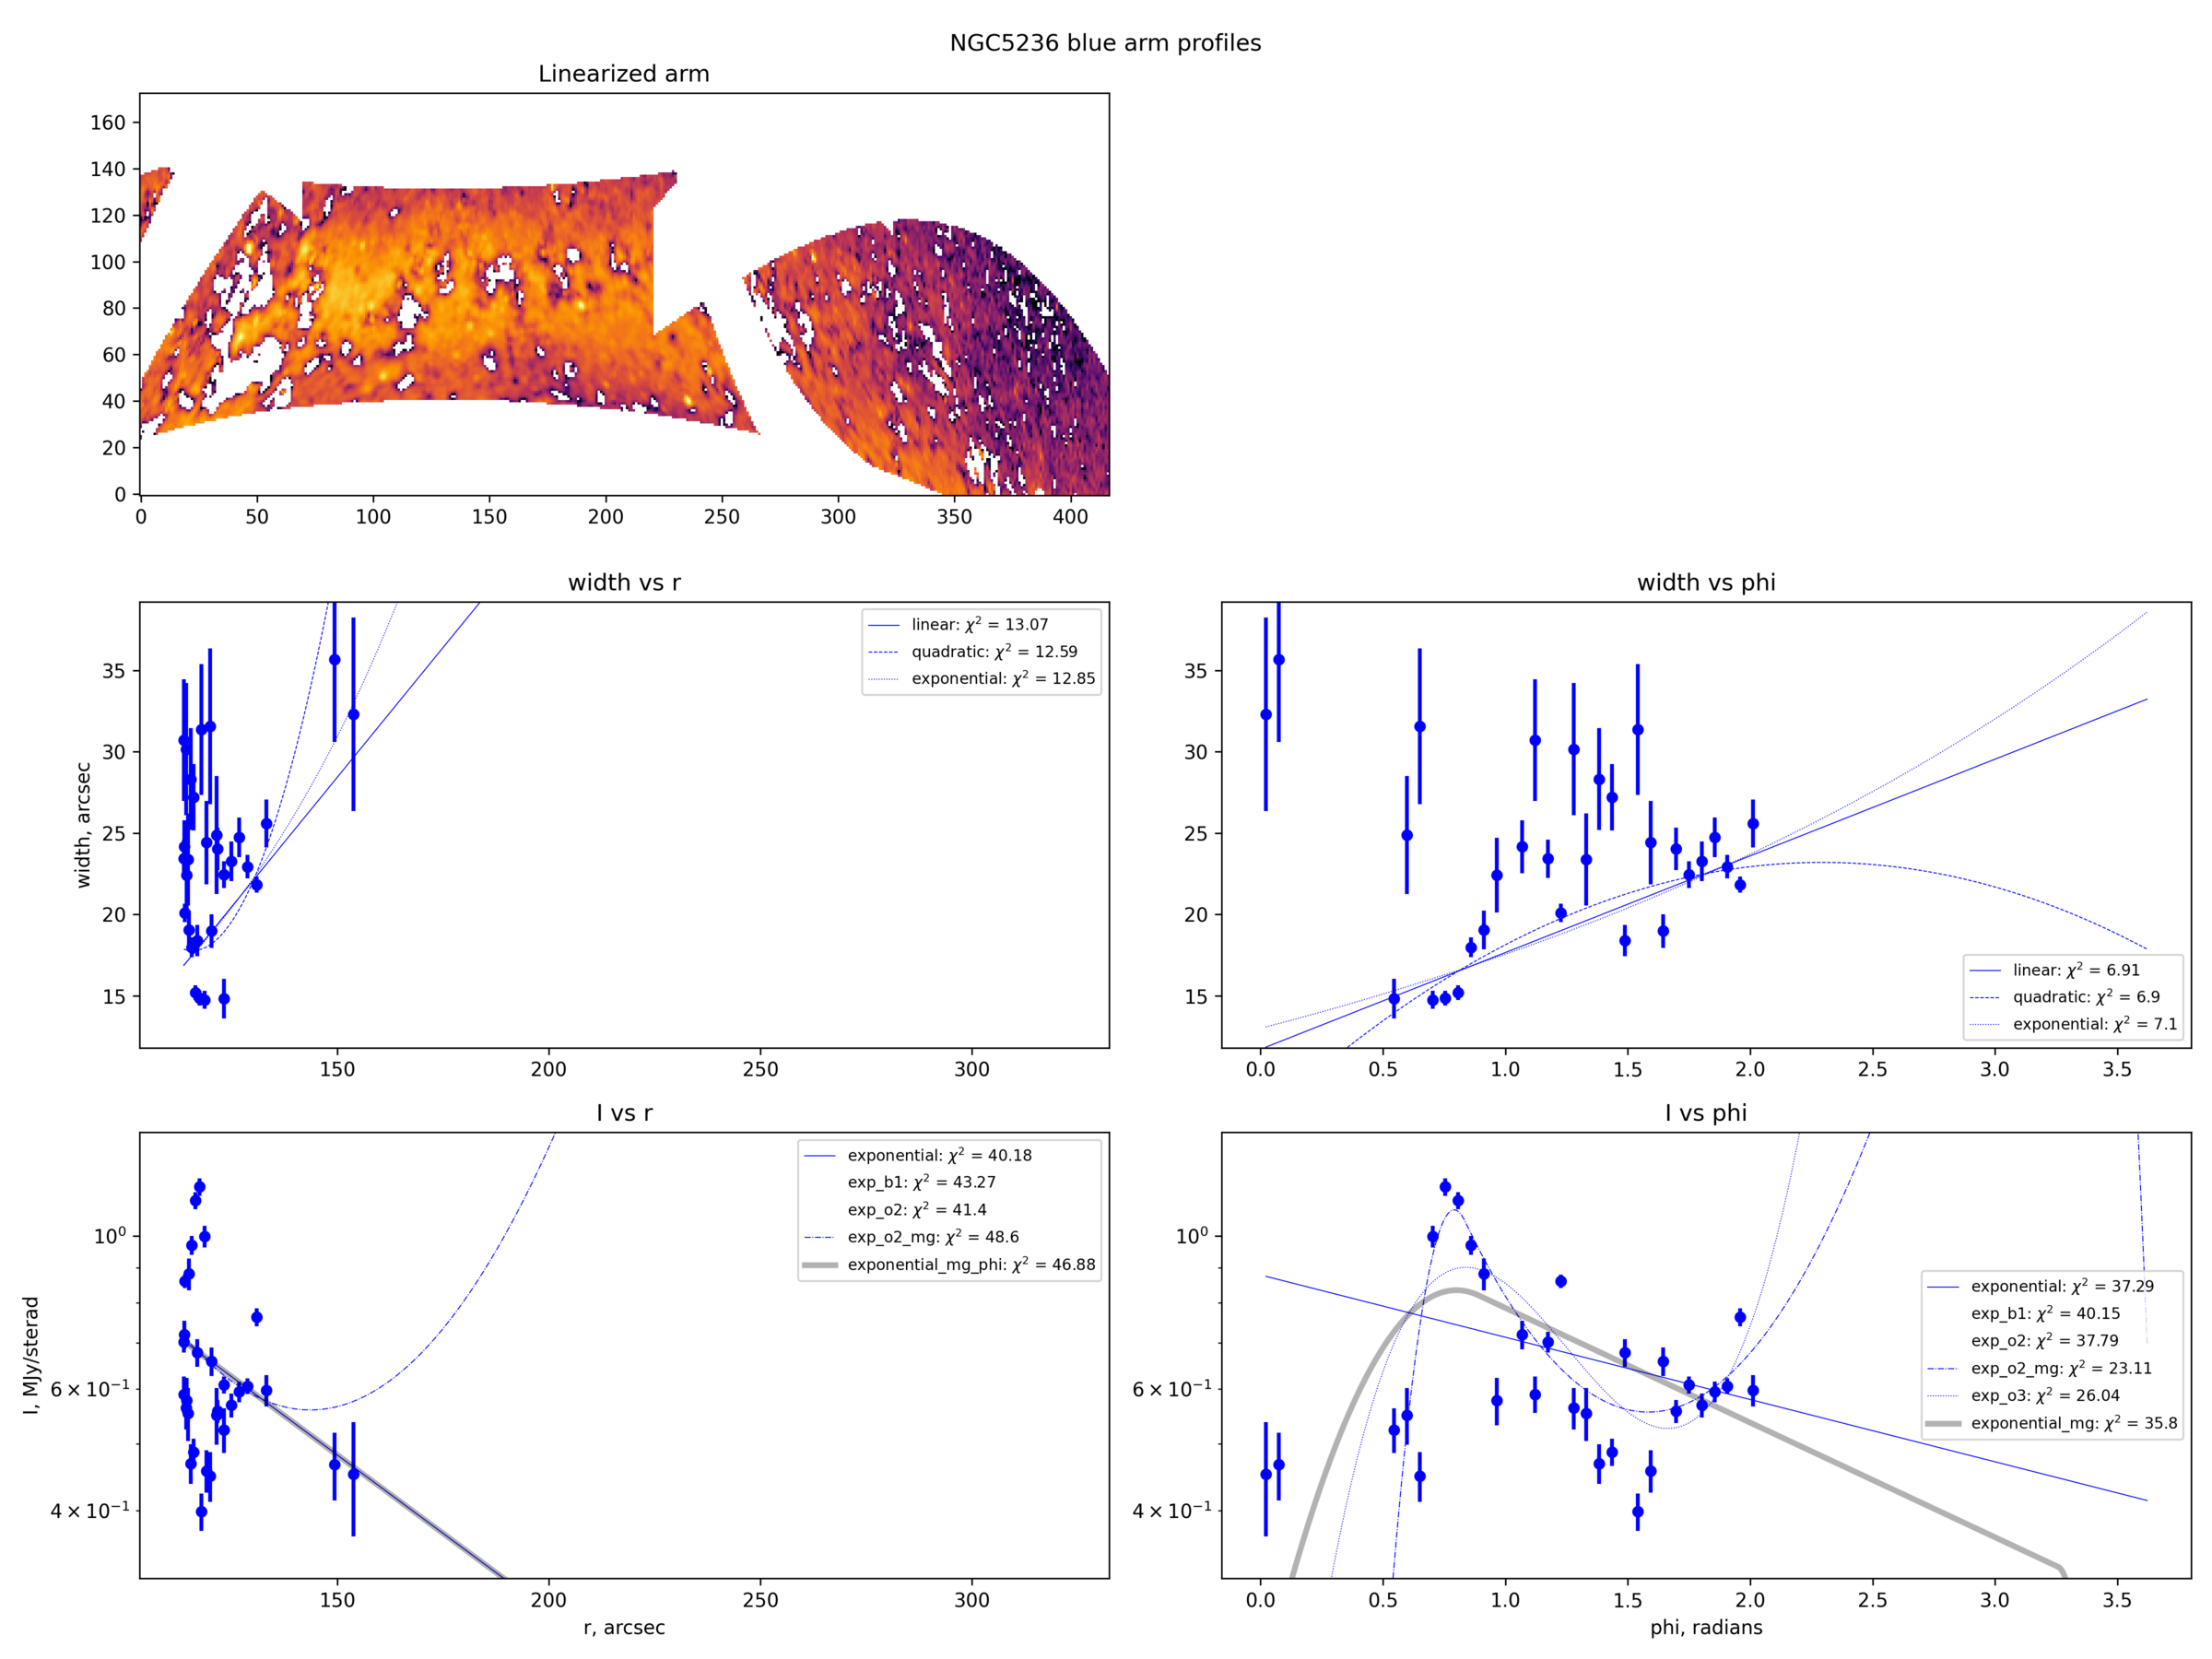 NGC5236 blue arm profiles
Linearized arm
160
140
120
100
80
60
40
20
0
0 50 100 150 200 250 300 350 400
width vs r
width, arcsec
35
30
25
20
15
150 200 250 300
linear: χ² = 13.07
quadratic: χ² = 12.59
exponential: χ² = 12.85
width vs phi
35
30
25
20
15
0.0 0.5 1.0 1.5 2.0 2.5 3.0 3.5
linear: χ² = 6.91
quadratic: χ² = 6.9
exponential: χ² = 7.1
I vs r
I, MJy/sterad
10⁰
6 × 10⁻¹
4 × 10⁻¹
150 200 250 300
r, arcsec
exponential: χ² = 40.18
exp_b1: χ² = 43.27
exp_o2: χ² = 41.4
exp_o2_mg: χ² = 48.6
exponential_mg_phi: χ² = 46.88
I vs phi
10⁰
6 × 10⁻¹
4 × 10⁻¹
0.0 0.5 1.0 1.5 2.0 2.5 3.0 3.5
phi, radians
exponential: χ² = 37.29
exp_b1: χ² = 40.15
exp_o2: χ² = 37.79
exp_o2_mg: χ² = 23.11
exp_o3: χ² = 26.04
exponential_mg: χ² = 35.8